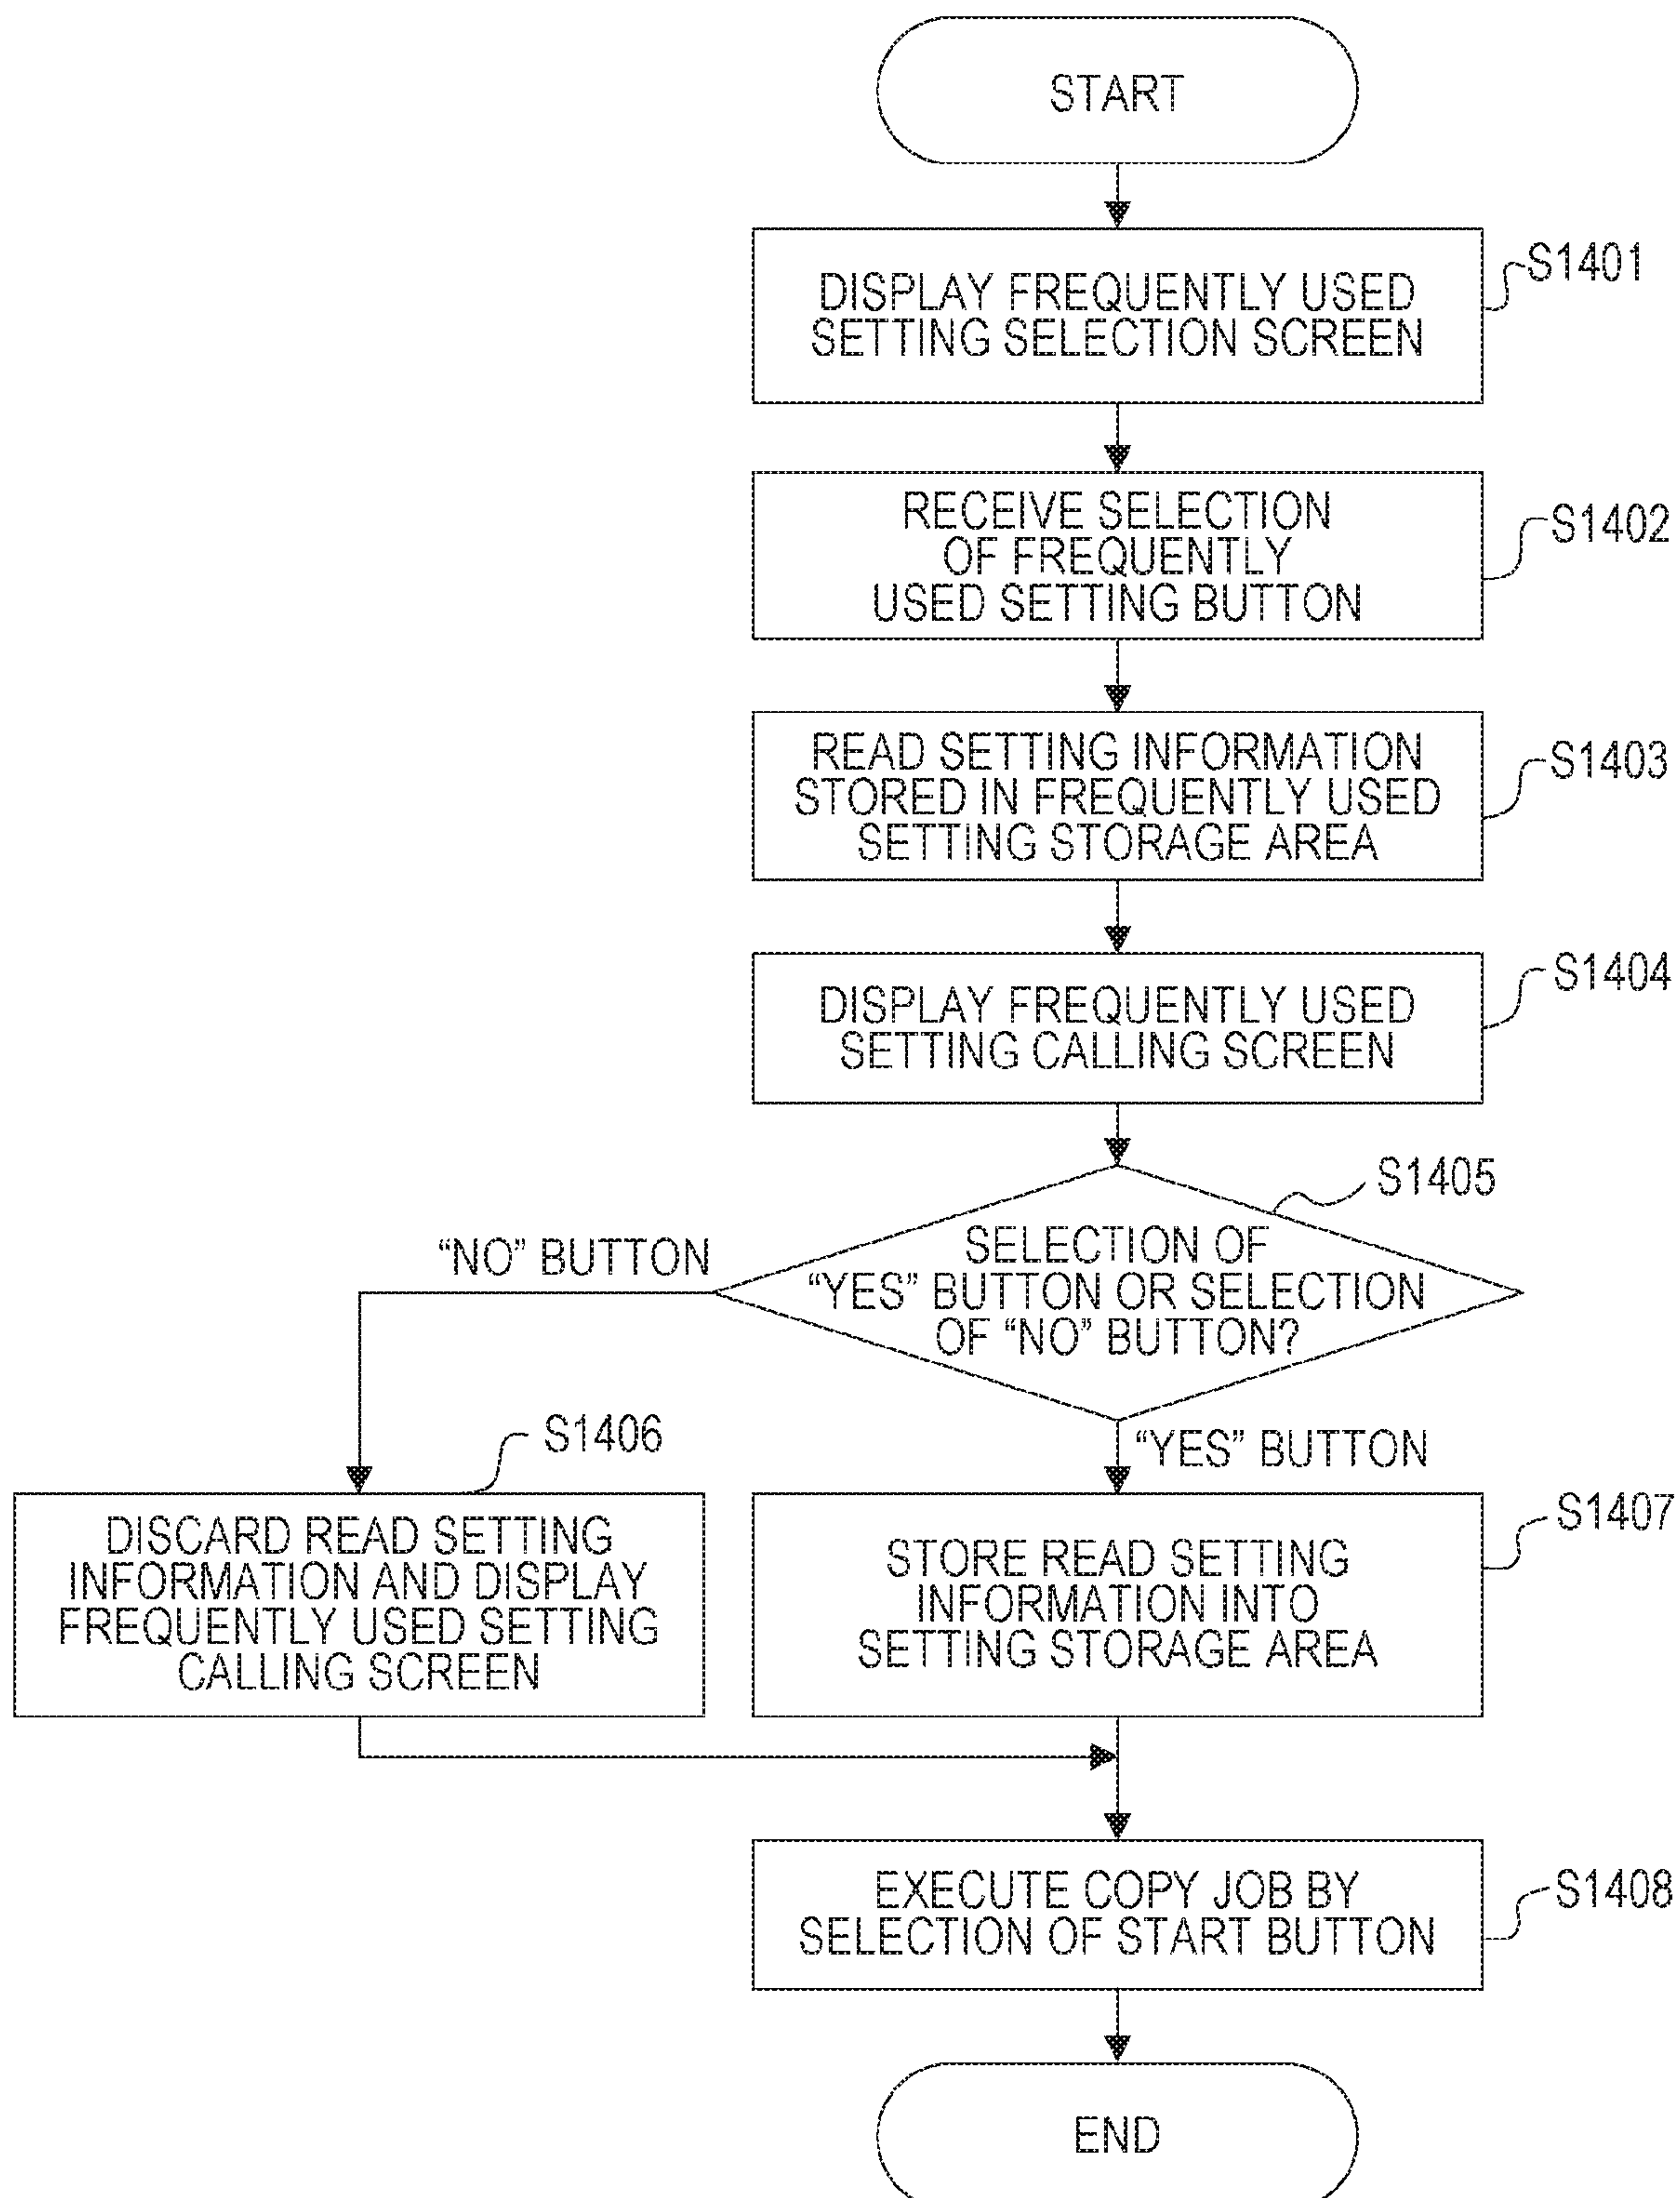 START
S1401
DISPLAY FREQUENTLY USED
SETTING SELECTION SCREEN
S1402
RECEIVE SELECTION
OF FREQUENTLY
USED SETTING BUTTON
S1403
READ SETTING INFORMATION
STORED IN FREQUENTLY USED
SETTING STORAGE AREA
S1404
DISPLAY FREQUENTLY USED
SETTING CALLING SCREEN
S1405
SELECTION OF
“YES” BUTTON OR SELECTION
OF “NO” BUTTON?
“NO” BUTTON
“YES” BUTTON
S1406
DISCARD READ SETTING
INFORMATION AND DISPLAY
FREQUENTLY USED SETTING
CALLING SCREEN
S1407
STORE READ SETTING
INFORMATION INTO
SETTING STORAGE AREA
S1408
EXECUTE COPY JOB BY
SELECTION OF START BUTTON
END